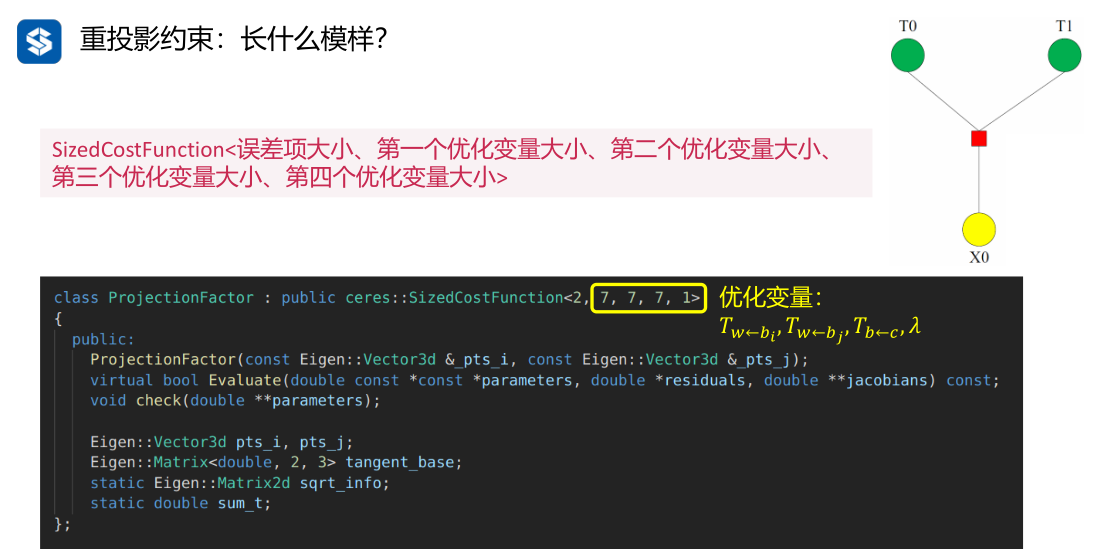 重投影约束：长什么模样？
T0
T1
SizedCostFunction<误差项大小、第一个优化变量大小、第二个优化变量大小、
第三个优化变量大小、第四个优化变量大小>
X0
class ProjectionFactor : public ceres::SizedCostFunction<2, 7, 7, 7, 1>
优化变量：
T_{w←b_i}, T_{w←b_j}, T_{b←c}, λ
{
public:
ProjectionFactor(const Eigen::Vector3d &_pts_i, const Eigen::Vector3d &_pts_j);
virtual bool Evaluate(double const *const *parameters, double *residuals, double **jacobians) const;
void check(double **parameters);
Eigen::Vector3d pts_i, pts_j;
Eigen::Matrix<double, 2, 3> tangent_base;
static Eigen::Matrix2d sqrt_info;
static double sum_t;
};